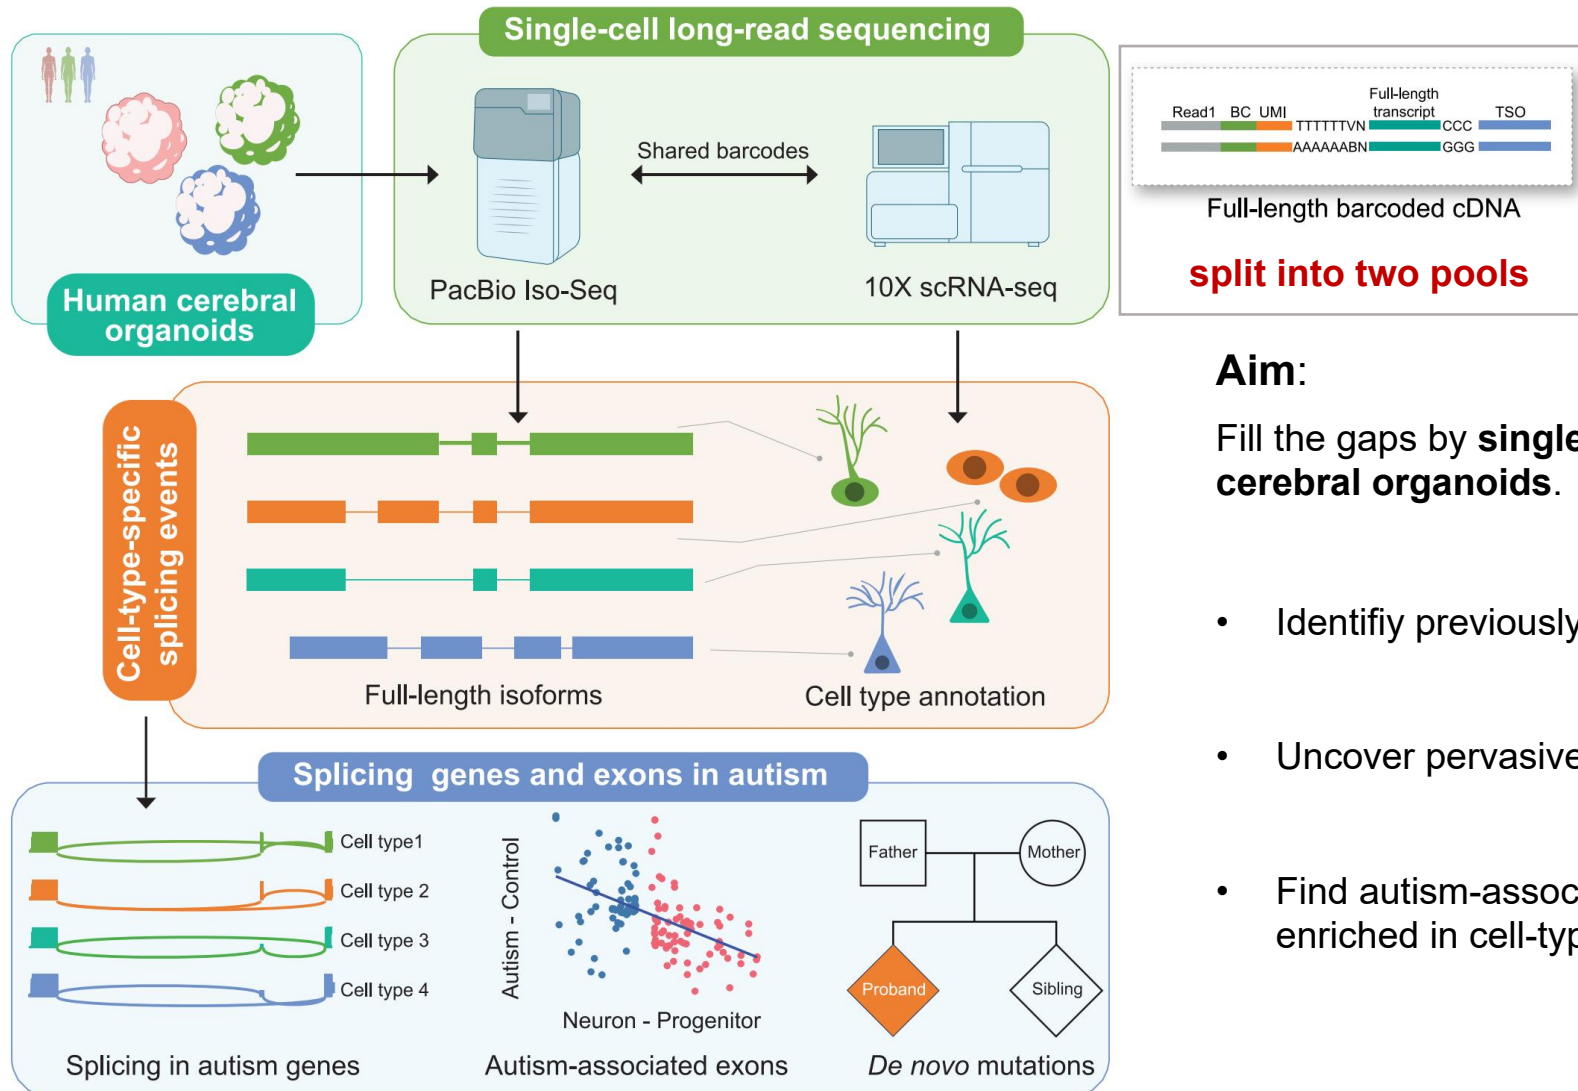 Single-cell long-read sequencing
Human cerebral
organoids
Shared barcodes
PacBio Iso-Seq
10X scRNA-seq
Full-length
transcript
Read1 BC UMI TTTTTTVN CCC TSO
AAAAAABN GGG
Full-length barcoded cDNA
split into two pools
Aim:
Fill the gaps by single
cerebral organoids.
• Identifiy previously
• Uncover pervasive
• Find autism-assoc
enriched in cell-typ
Cell-type-specific
splicing events
Full-length isoforms
Cell type annotation
Splicing genes and exons in autism
Cell type1
Cell type 2
Cell type 3
Cell type 4
Splicing in autism genes
Autism - Control
Neuron - Progenitor
Autism-associated exons
Father
Mother
Proband
Sibling
De novo mutations